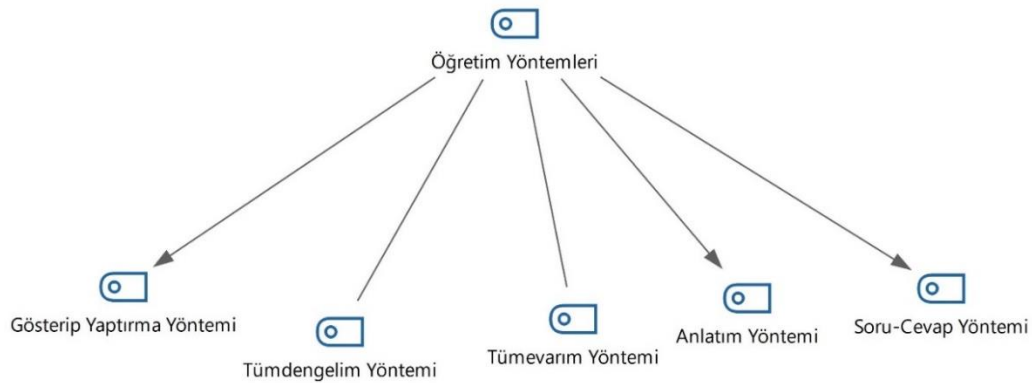 Öğretim Yöntemleri
Gösterip Yaptırma Yöntemi
Tümdengelim Yöntemi
Tümevarım Yöntemi
Anlatım Yöntemi
Soru-Cevap Yöntemi